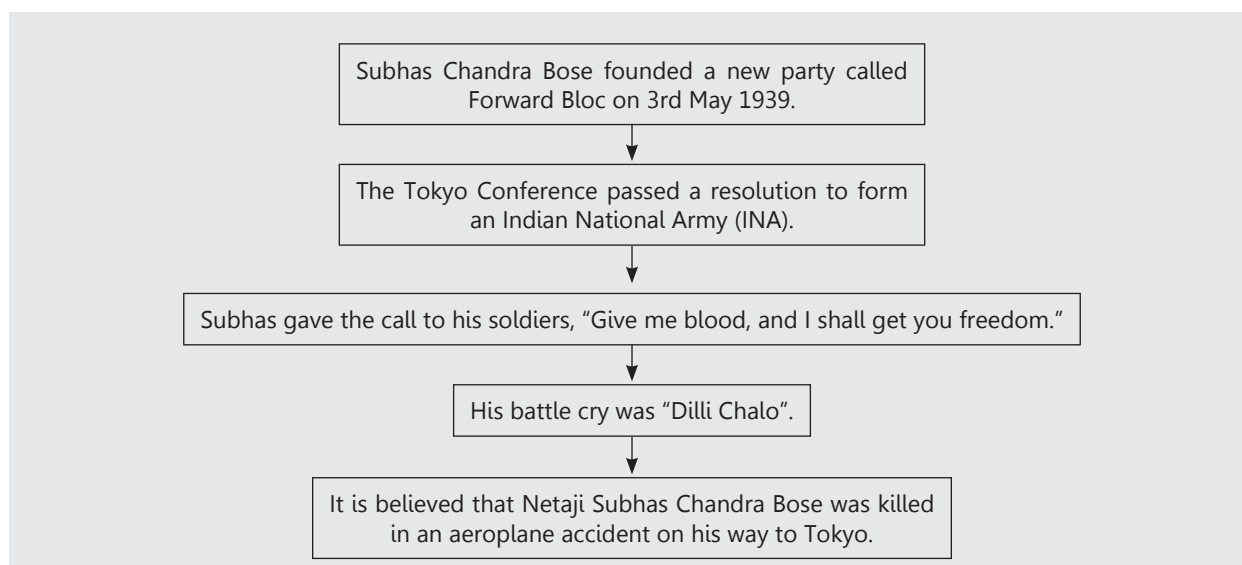 Subhas Chandra Bose founded a new party called
Forward Bloc on 3rd May 1939.
The Tokyo Conference passed a resolution to form
an Indian National Army (INA).
Subhas gave the call to his soldiers, “Give me blood, and I shall get you freedom.”
His battle cry was “Dilli Chalo”.
It is believed that Netaji Subhas Chandra Bose was killed
in an aeroplane accident on his way to Tokyo.